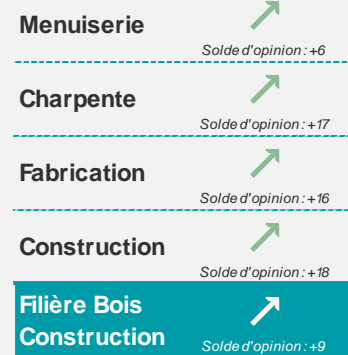 Menuiserie
Solde d'opinion : +6
Charpente
Solde d'opinion : +17
Fabrication
Solde d'opinion : +16
Construction
Solde d'opinion : +18
Filière Bois
Construction
Solde d'opinion : +9